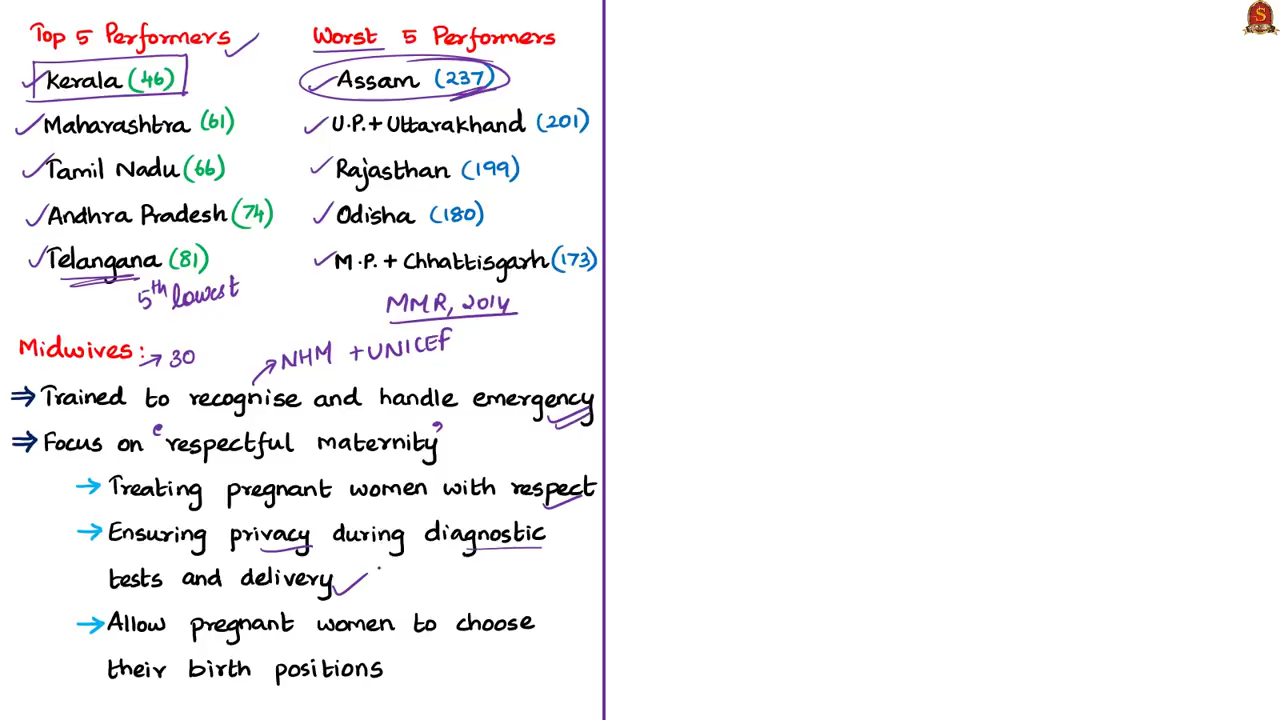 Top 5 Performers
Kerala (46)
Maharashtra (61)
Tamil Nadu (66)
Andhra Pradesh (74)
Telangana (81)
5th lowest
Worst 5 Performers
Assam (237)
U.P. + Uttarakhand (201)
Rajasthan (199)
Odisha (180)
M.P. + Chhattisgarh (173)
MMR, 2014
Midwives : → 30
NHM + UNICEF
⇒ Trained to recognise and handle emergency
⇒ Focus on "respectful maternity"
→ Treating pregnant women with respect
→ Ensuring privacy during diagnostic
tests and delivery
→ Allow pregnant women to choose
their birth positions